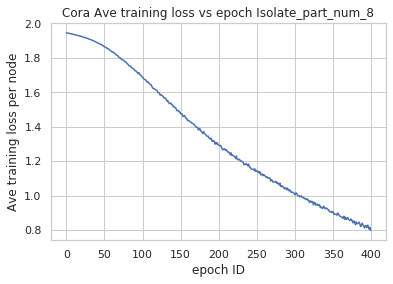 Cora Ave training loss vs epoch Isolate_part_num_8
Ave training loss per node
2.0
1.8
1.6
1.4
1.2
1.0
0.8
0 50 100 150 200 250 300 350 400
epoch ID